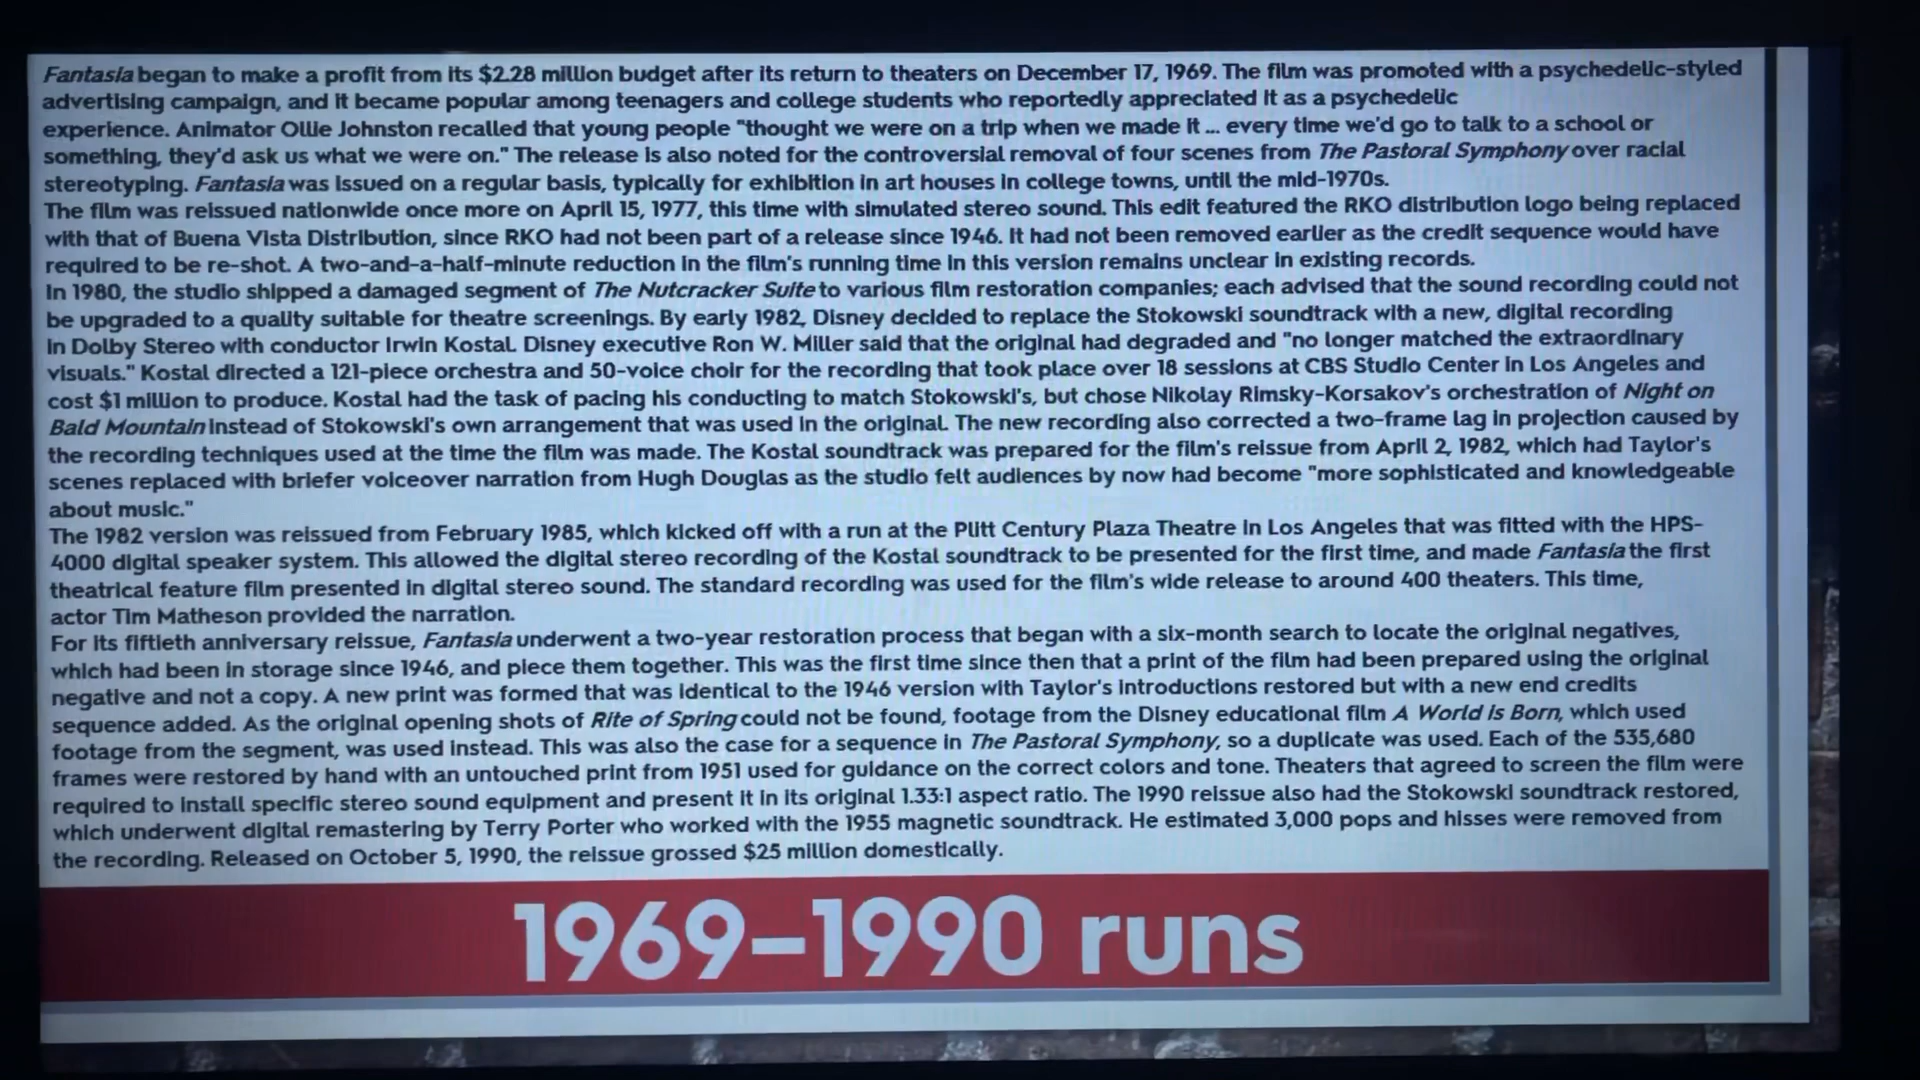 Fantasia began to make a profit from its $2.28 million budget after its return to theaters on December 17, 1969. The film was promoted with a psychedelic-styled
advertising campaign, and it became popular among teenagers and college students who reportedly appreciated it as a psychedelic
experience. Animator Ollie Johnston recalled that young people "thought we were on a trip when we made it ... every time we'd go to talk to a school or
something, they'd ask us what we were on." The release is also noted for the controversial removal of four scenes from The Pastoral Symphony over racial
stereotyping. Fantasia was issued on a regular basis, typically for exhibition in art houses in college towns, until the mid-1970s.
The film was reissued nationwide once more on April 15, 1977, this time with simulated stereo sound. This edit featured the RKO distribution logo being replaced
with that of Buena Vista Distribution, since RKO had not been part of a release since 1946. It had not been removed earlier as the credit sequence would have
required to be re-shot. A two-and-a-half-minute reduction in the film's running time in this version remains unclear in existing records.
In 1980, the studio shipped a damaged segment of The Nutcracker Suite to various film restoration companies; each advised that the sound recording could not
be upgraded to a quality suitable for theatre screenings. By early 1982, Disney decided to replace the Stokowski soundtrack with a new, digital recording
in Dolby Stereo with conductor Irwin Kostal. Disney executive Ron W. Miller said that the original had degraded and "no longer matched the extraordinary
visuals." Kostal directed a 121-piece orchestra and 50-voice choir for the recording that took place over 18 sessions at CBS Studio Center in Los Angeles and
cost $1 million to produce. Kostal had the task of pacing his conducting to match Stokowski's, but chose Nikolay Rimsky-Korsakov's orchestration of Night on
Bald Mountain instead of Stokowski's own arrangement that was used in the original. The new recording also corrected a two-frame lag in projection caused by
the recording techniques used at the time the film was made. The Kostal soundtrack was prepared for the film's reissue from April 2, 1982, which had Taylor's
scenes replaced with briefer voiceover narration from Hugh Douglas as the studio felt audiences by now had become "more sophisticated and knowledgeable
about music."
The 1982 version was reissued from February 1985, which kicked off with a run at the Plitt Century Plaza Theatre in Los Angeles that was fitted with the HPS-
4000 digital speaker system. This allowed the digital stereo recording of the Kostal soundtrack to be presented for the first time, and made Fantasia the first
theatrical feature film presented in digital stereo sound. The standard recording was used for the film's wide release to around 400 theaters. This time,
actor Tim Matheson provided the narration.
For its fiftieth anniversary reissue, Fantasia underwent a two-year restoration process that began with a six-month search to locate the original negatives,
which had been in storage since 1946, and piece them together. This was the first time since then that a print of the film had been prepared using the original
negative and not a copy. A new print was formed that was identical to the 1946 version with Taylor's introductions restored but with a new end credits
sequence added. As the original opening shots of Rite of Spring could not be found, footage from the Disney educational film A World is Born, which used
footage from the segment, was used instead. This was also the case for a sequence in The Pastoral Symphony, so a duplicate was used. Each of the 535,680
frames were restored by hand with an untouched print from 1951 used for guidance on the correct colors and tone. Theaters that agreed to screen the film were
required to install specific stereo sound equipment and present it in its original 1.33:1 aspect ratio. The 1990 reissue also had the Stokowski soundtrack restored,
which underwent digital remastering by Terry Porter who worked with the 1955 magnetic soundtrack. He estimated 3,000 pops and hisses were removed from
the recording. Released on October 5, 1990, the reissue grossed $25 million domestically.
1969–1990 runs